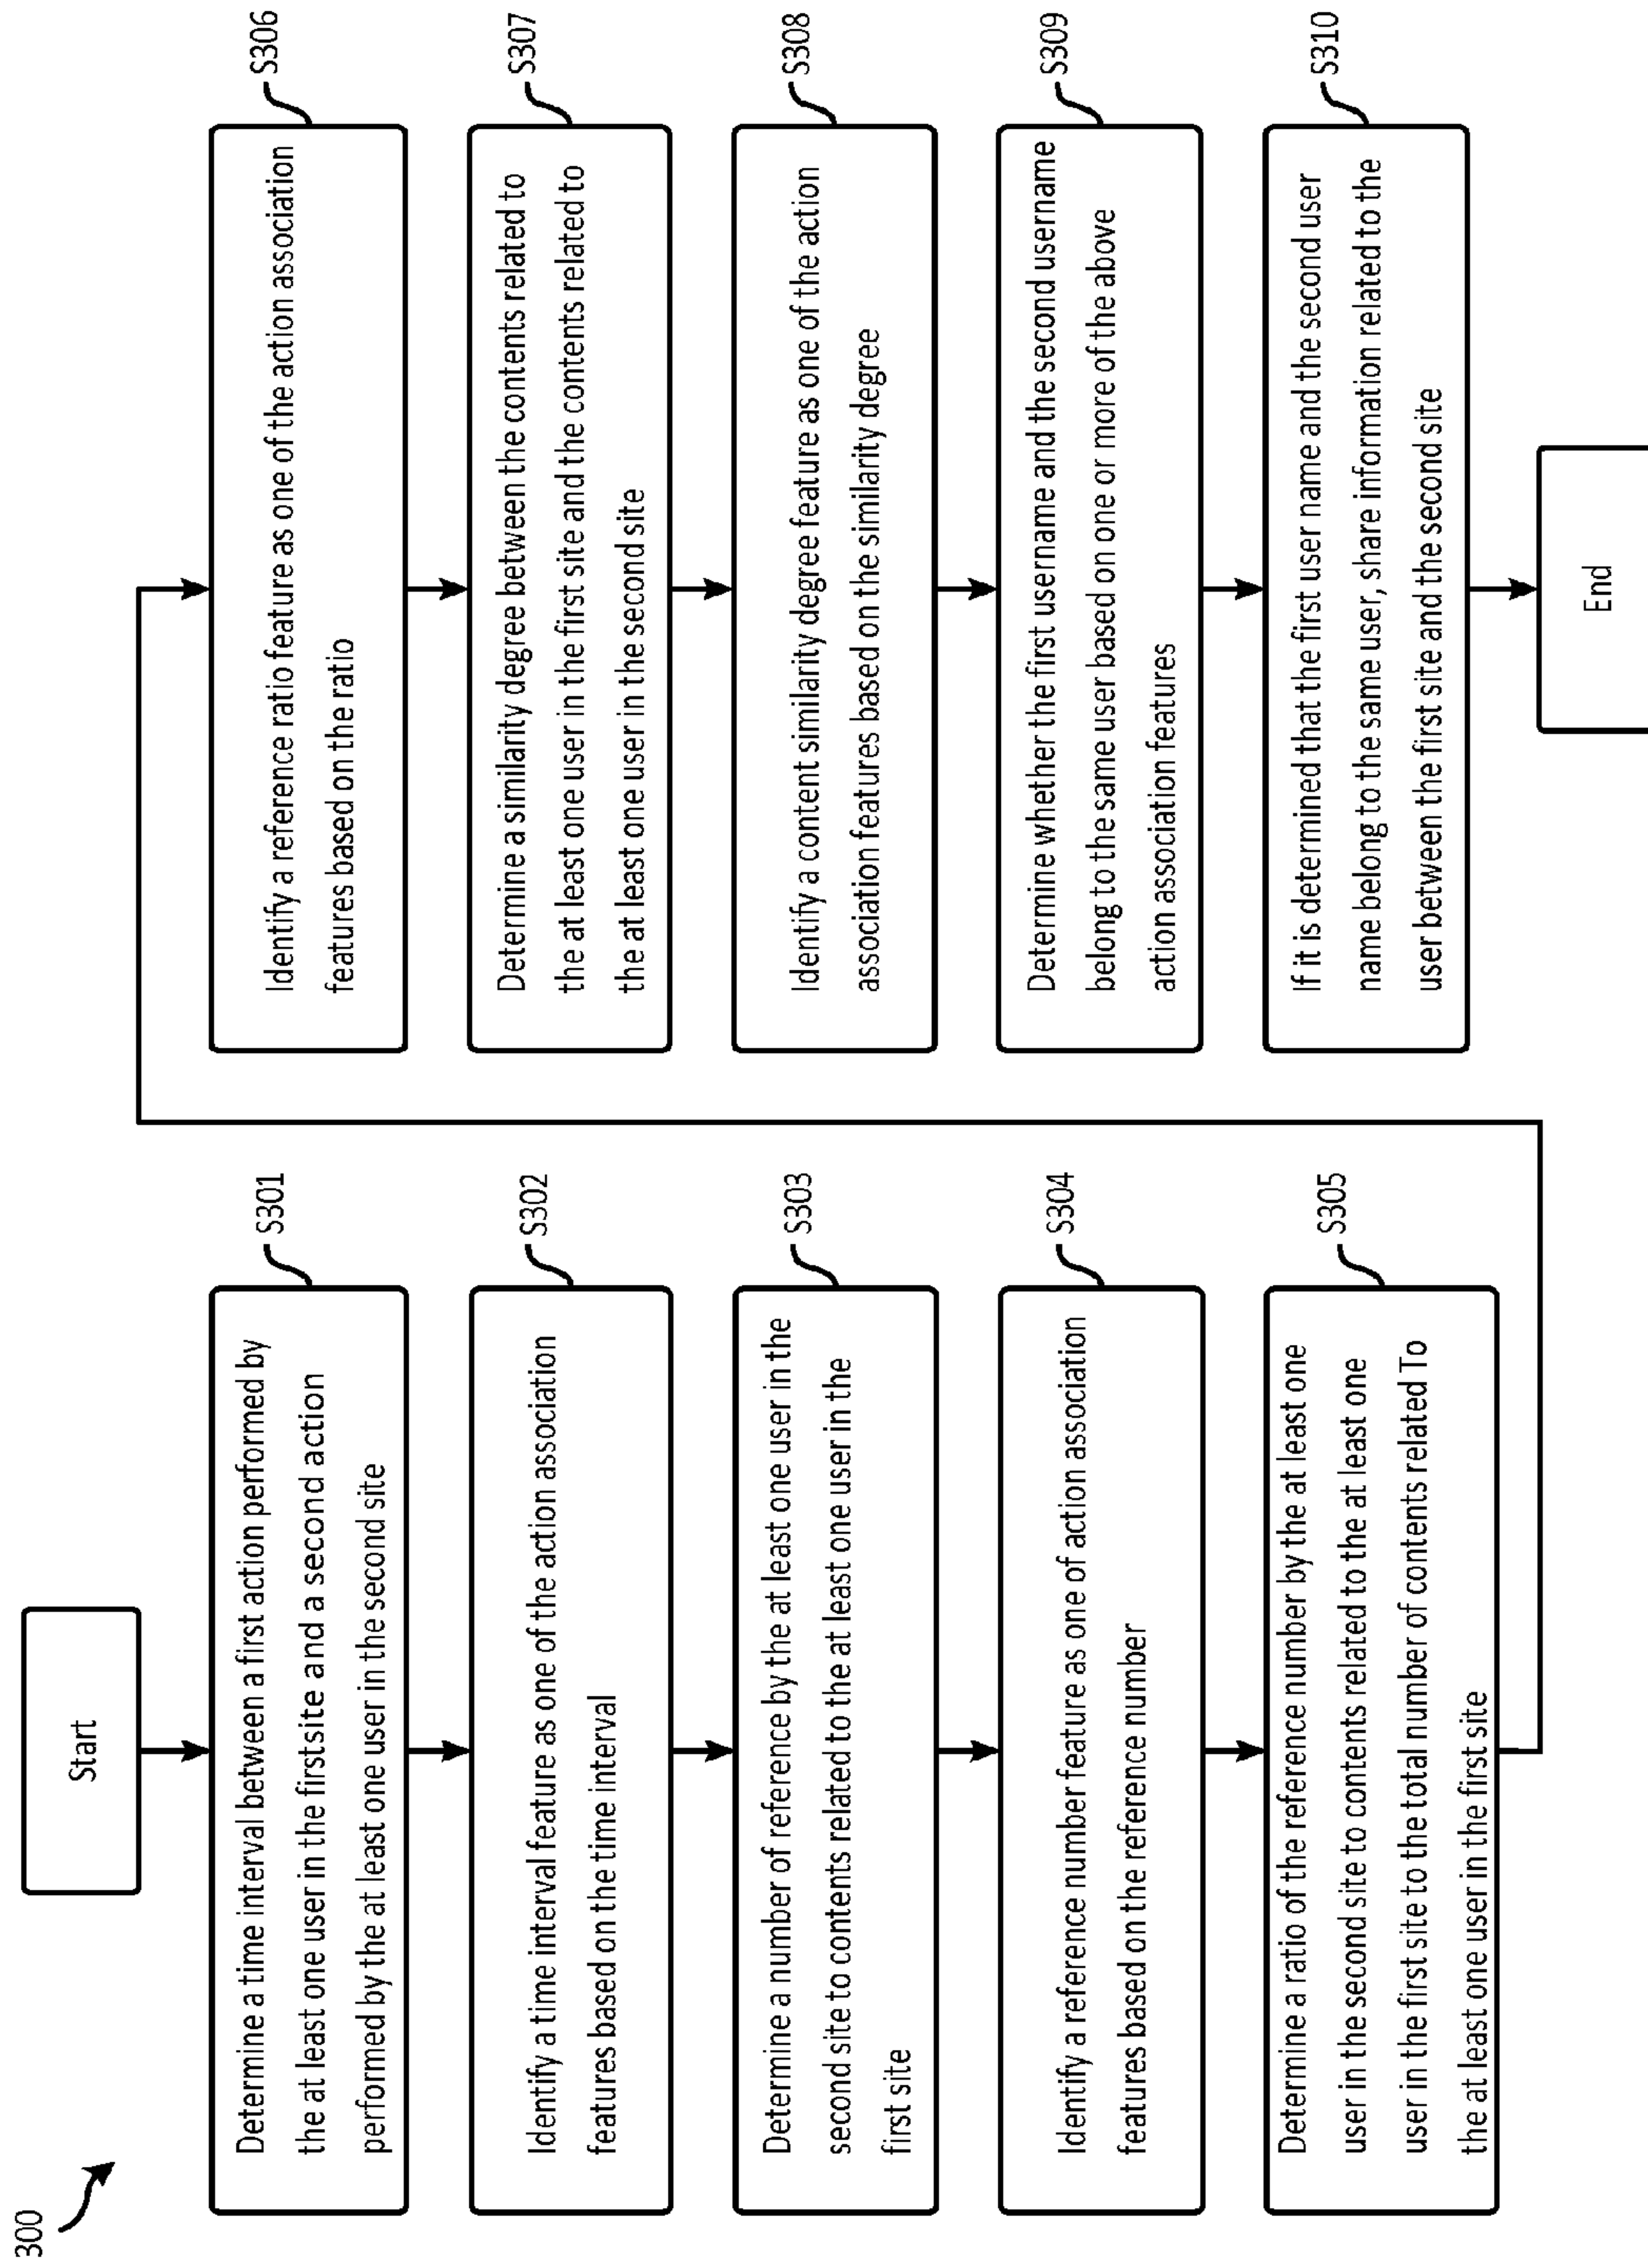 300
Start
Determine a time interval between a first action performed by
the at least one user in the firstsite and a second action
performed by the at least one user in the second site
S301
Identify a time interval feature as one of the action association
features based on the time interval
S302
Determine a number of reference by the at least one user in the
second site to contents related to the at least one user in the
first site
S303
Identify a reference number feature as one of action association
features based on the reference number
S304
Determine a ratio of the reference number by the at least one
user in the second site to contents related to the at least one
user in the first site to the total number of contents related To
the at least one user in the first site
S305
Identify a reference ratio feature as one of the action association
features based on the ratio
S306
Determine a similarity degree between the contents related to
the at least one user in the first site and the contents related to
the at least one user in the second site
S307
Identify a content similarity degree feature as one of the action
association features based on the similarity degree
S308
Determine whether the first username and the second username
belong to the same user based on one or more of the above
action association features
S309
If it is determined that the first user name and the second user
name belong to the same user, share information related to the
user between the first site and the second site
S310
End